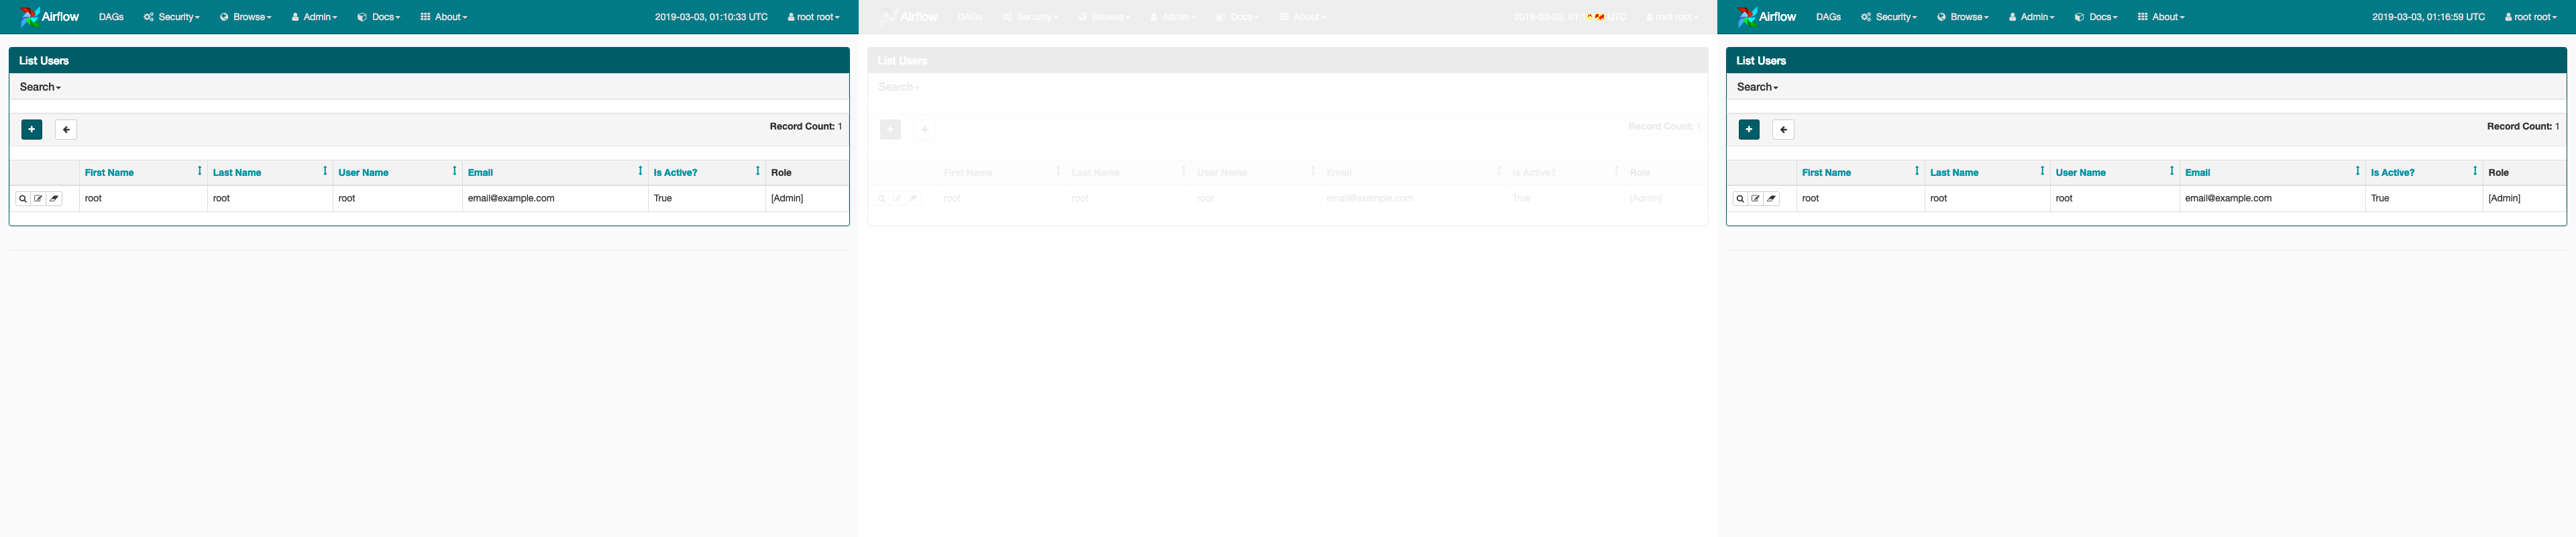 Airflow DAGs Security Browse Admin Docs About 2019-03-03, 01:10:33 UTC root root
List Users
Search
Record Count: 1
First Name Last Name User Name Email Is Active? Role
root root root email@example.com True [Admin]
Airflow DAGs Security Browse Admin Docs About 2019-03-03, UTC root root
List Users
Search
Record Count: 1
First Name Last Name User Name Email Is Active? Role
root root root email@example.com True [Admin]
Airflow DAGs Security Browse Admin Docs About 2019-03-03, 01:16:59 UTC root root
List Users
Search
Record Count: 1
First Name Last Name User Name Email Is Active? Role
root root root email@example.com True [Admin]